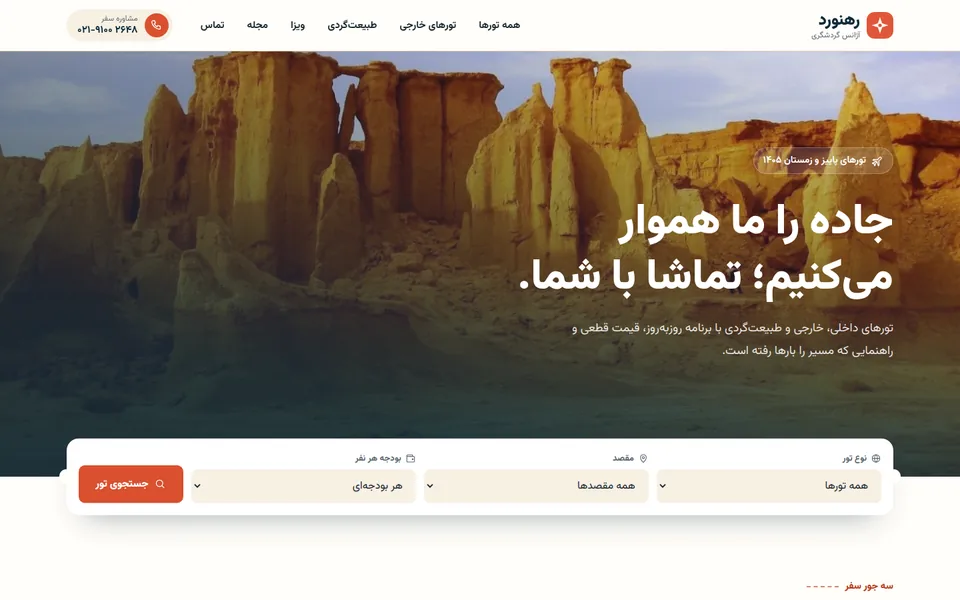 رهنورد
آژانس گردشگری
همه تورها
تورهای خارجی
طبیعت‌گردی
ویزا
مجله
تماس
مشاوره سفر
۰۲۱-۹۱۰۰ ۲۶۴۸
تورهای پاییز و زمستان ۱۴۰۵
جاده را ما هموار
می‌کنیم؛ تماشا با شما.
تورهای داخلی، خارجی و طبیعت‌گردی با برنامه روزبه‌روز، قیمت قطعی و
راهنمایی که مسیر را بارها رفته است.
نوع تور
همه تورها
مقصد
همه مقصدها
بودجه هر نفر
هر بودجه‌ای
جستجوی تور
سه جور سفر